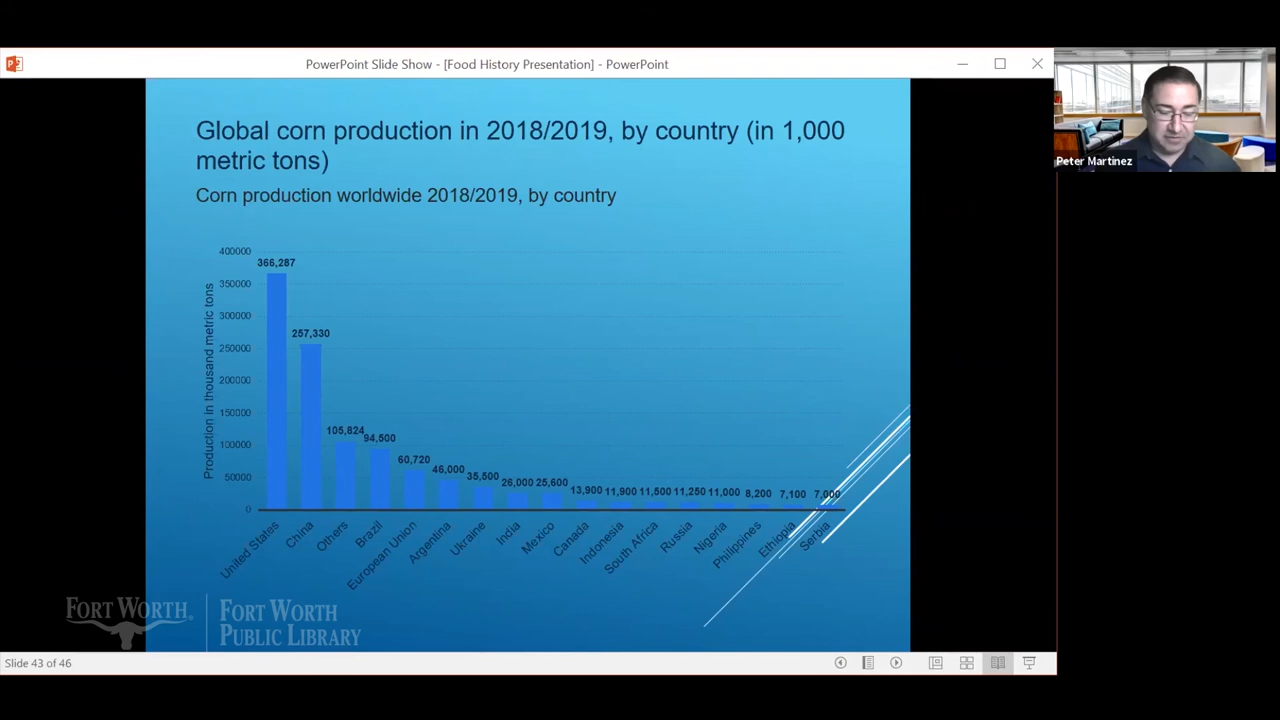 PowerPoint Slide Show - [Food History Presentation] - PowerPoint
Peter Martinez
Global corn production in 2018/2019, by country (in 1,000
metric tons)
Corn production worldwide 2018/2019, by country
Production in thousand metric tons
400000
350000
300000
250000
200000
150000
100000
50000
0
366,287
257,330
105,824
94,500
60,720
46,000
35,500
26,000
25,600
13,900
11,900
11,500
11,250
11,000
8,200
7,100
7,000
United States
China
Others
Brazil
European Union
Argentina
Ukraine
India
Mexico
Canada
Indonesia
South Africa
Russia
Nigeria
Philippines
Ethiopia
Serbia
FORT WORTH®
FORT WORTH
PUBLIC LIBRARY
Slide 43 of 46